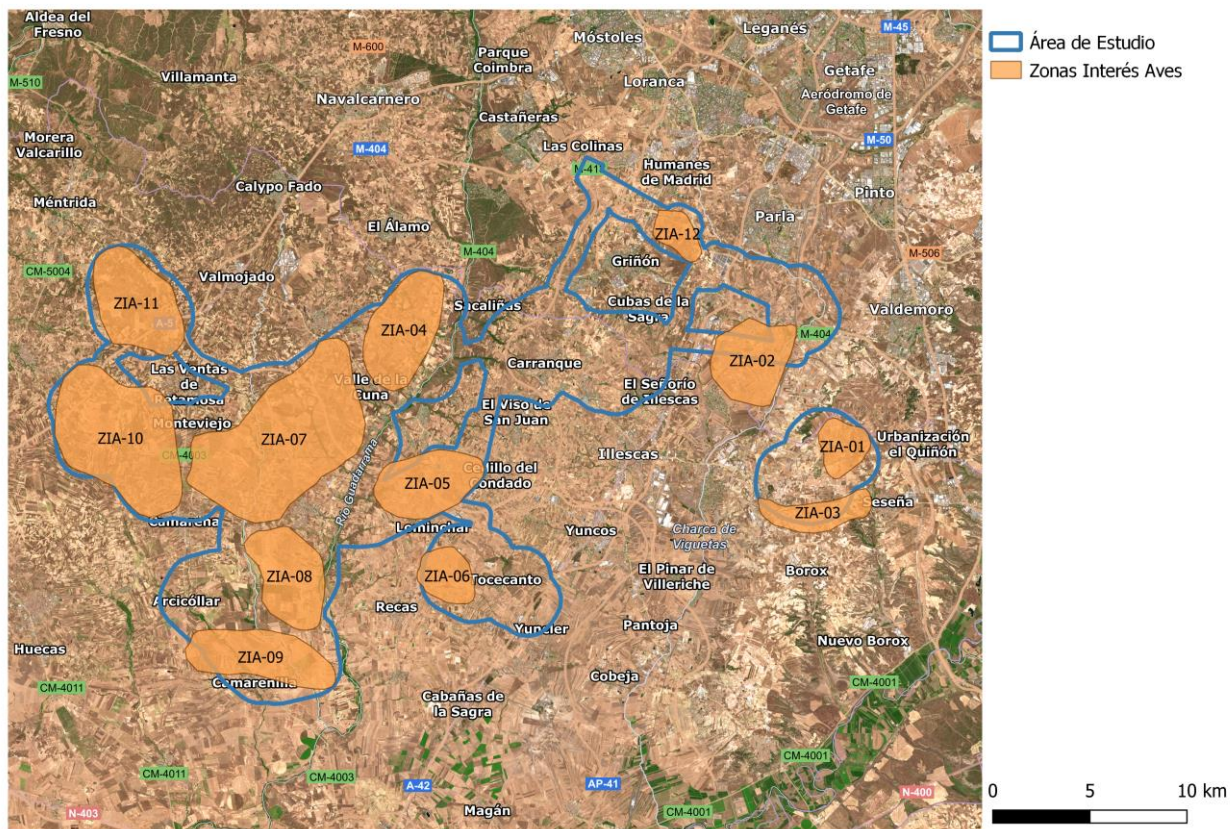 Aldea del
Fresno
M-600
Parque
Coimbra
Móstoles
Leganés
M-45
Área de Estudio
Zonas Interés Aves
M-510
Villamanta
Navalcarnero
Loranca
Getafe
Aeródromo de
Getafe
Castañeras
Morera
Valcarillo
M-404
Las Colinas
M-50
Humanes
de Madrid
Calypo Fado
Pinto
Méntrida
El Álamo
Parla
ZIA-12
M-404
M-506
Griñón
CM-5004
Valmojado
ZIA-11
Sacaliñas
Cubas de la
Sagra
Valdemoro
A-5
ZIA-04
M-404
Carranque
ZIA-02
Las Ventas
de
Retamosa
Valle de la
Cuna
El Señorío
de Illescas
El Viso de
San Juan
Monteviejo
ZIA-10
ZIA-07
ZIA-01
Urbanización
el Quiñón
CM-4003
Illescas
Río Guadarrama
ZIA-05
Cedillo del
Condado
Seseña
ZIA-03
Camarena
Lominchar
Yuncos
Charca de
Viguetas
ZIA-08
ZIA-06
Tocecanto
El Pinar de
Villeriche
Borox
Arcicóllar
Recas
Yuncler
Pantoja
Nuevo Borox
Huecas
ZIA-09
Camarenilla
Cobeja
CM-4001
CM-4011
Cabañas de
la Sagra
CM-4001
CM-4011
CM-4003
A-42
AP-41
N-400
N-403
Magán
CM-4001
0
5
10 km